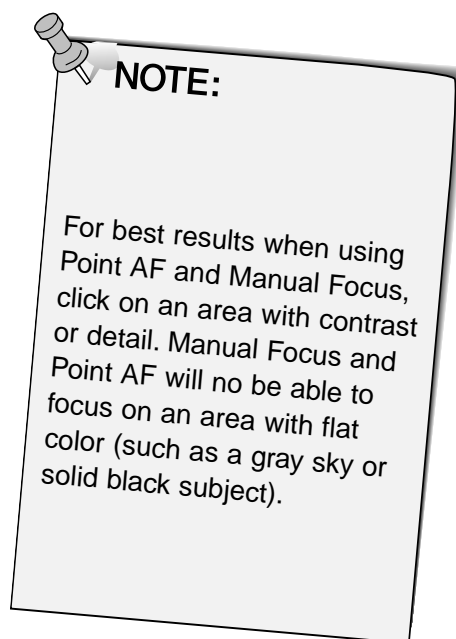 NOTE:
For best results when using
Point AF and Manual Focus,
click on an area with contrast
or detail. Manual Focus and
Point AF will no be able to
focus on an area with flat
color (such as a gray sky or
solid black subject).